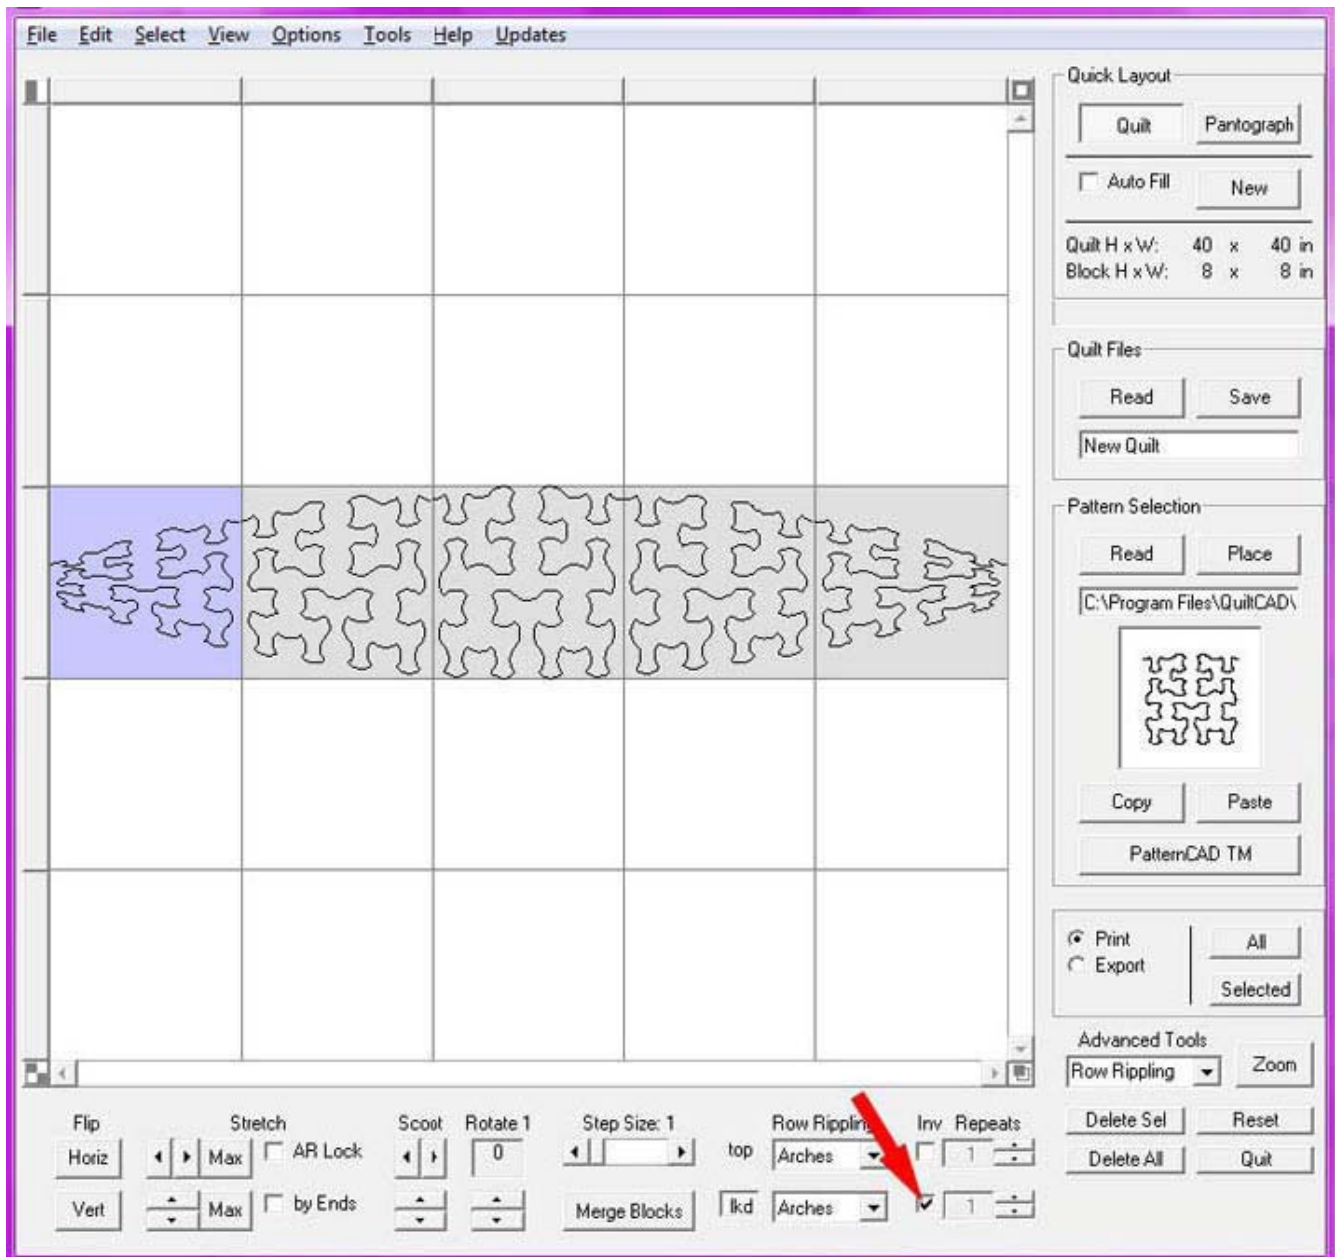 File Edit Select View Options Tools Help Updates
Quick Layout
Quilt Pantograph
Auto Fill New
Quilt H x W: 40 x 40 in
Block H x W: 8 x 8 in
Quilt Files
Read Save
New Quilt
Pattern Selection
Read Place
C:\Program Files\QuiltCAD\
Copy Paste
PatternCAD TM
Print All
Export
Selected
Advanced Tools
Row Rippling Zoom
Delete Sel Reset
Delete All Quit
Flip Stretch Scoot Rotate 1 Step Size: 1 Row Rippling Inv Repeats
Horiz Max AR Lock 0 top Arches 1
Vert Max by Ends Merge Blocks lkd Arches 1